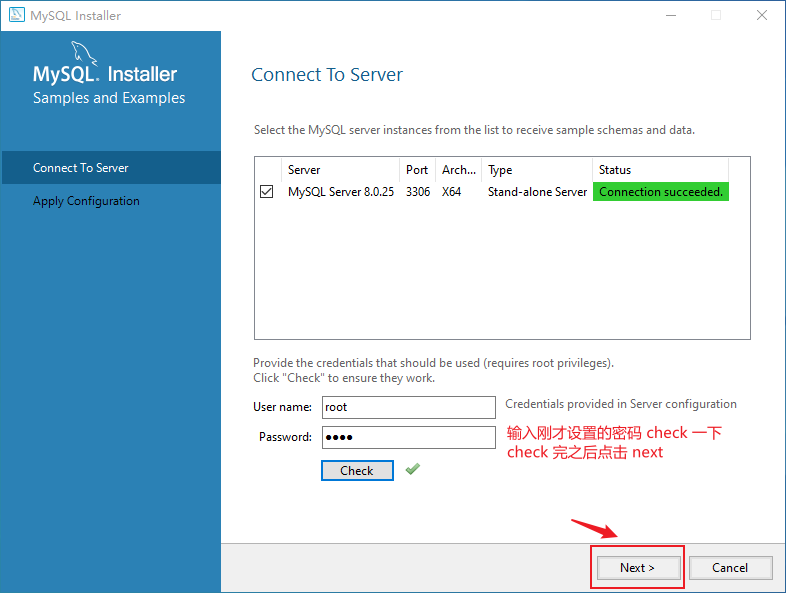 MySQL Installer
MySQL. Installer
Samples and Examples
Connect To Server
Apply Configuration
Connect To Server
Select the MySQL server instances from the list to receive sample schemas and data.
Server Port Arch... Type Status
MySQL Server 8.0.25 3306 X64 Stand-alone Server Connection succeeded.
Provide the credentials that should be used (requires root privileges).
Click "Check" to ensure they work.
User name: root Credentials provided in Server configuration
Password: ●●●● 输入刚才设置的密码 check 一下
check 完之后点击 next
Check
Next > Cancel